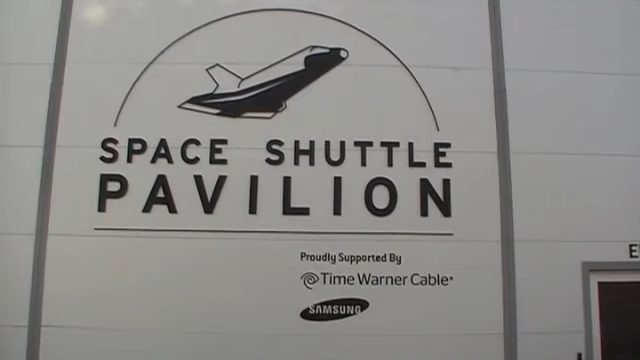 SPACE SHUTTLE
PAVILION
Proudly Supported By
Time Warner Cable
SAMSUNG